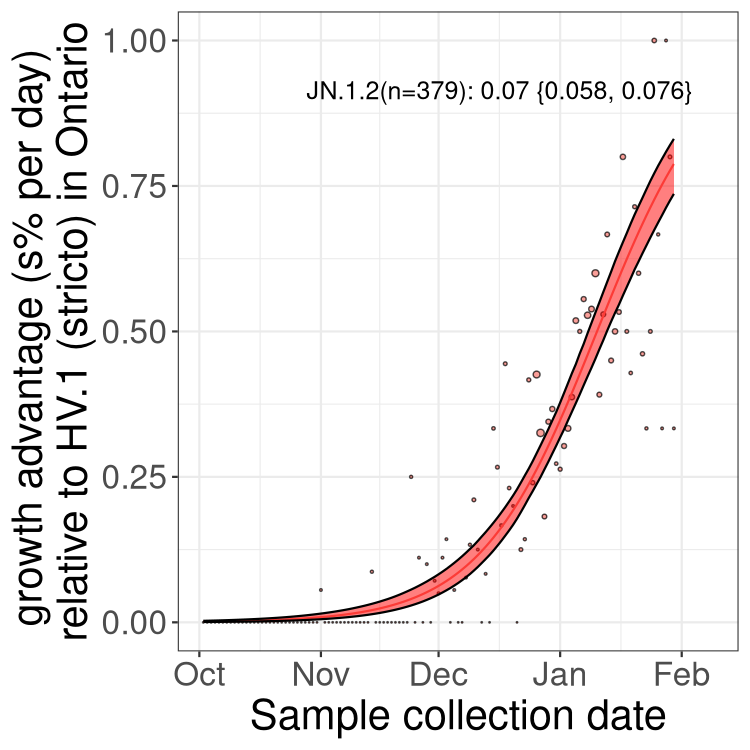 growth advantage (s% per day)
relative to HV.1 (stricto) in Ontario
1.00
0.75
0.50
0.25
0.00
JN.1.2(n=379): 0.07 {0.058, 0.076}
Oct Nov Dec Jan Feb
Sample collection date